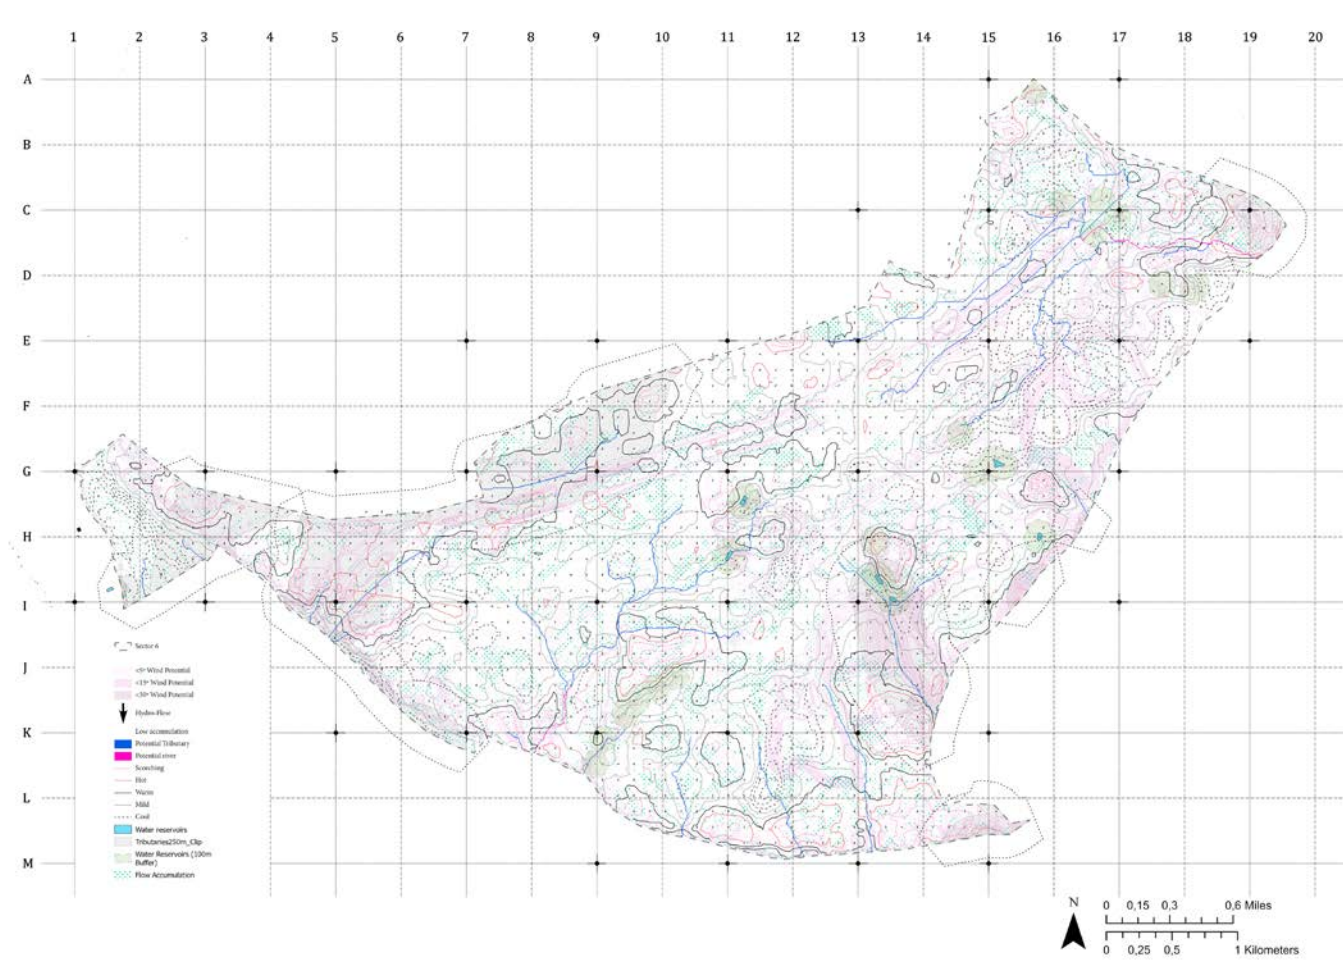 1 2 3 4 5 6 7 8 9 10 11 12 13 14 15 16 17 18 19 20
A
B
C
D
E
F
G
H
I
J
K
L
M
Sector 6
<5º Wind Potential
<15º Wind Potential
<30º Wind Potential
Hydro-Flow
Low accumulation
Potential Tributary
Potential river
Scorching
Hot
Warm
Mild
Cool
Water reservoirs
Tributaries250m_Clip
Water Reservoirs (100m
Buffer)
Flow Accumulation
N
0 0,15 0,3 0,6 Miles
0 0,25 0,5 1 Kilometers